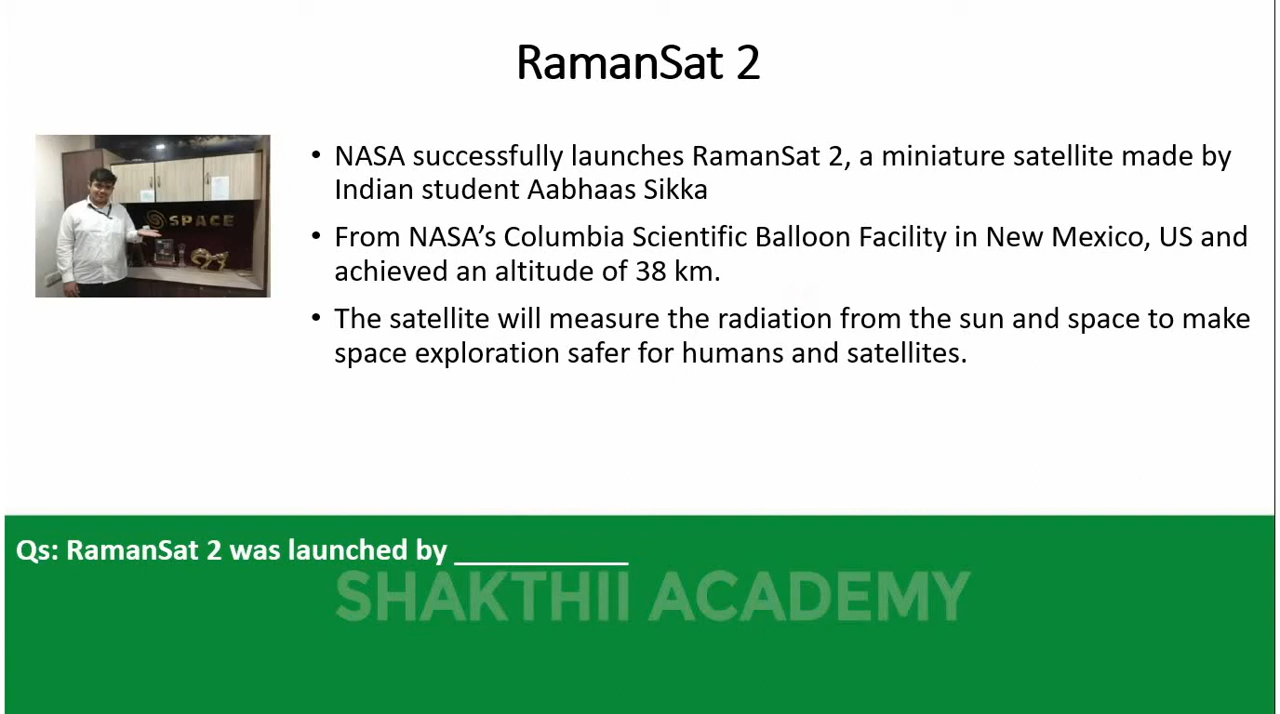 RamanSat 2
SPACE
• NASA successfully launches RamanSat 2, a miniature satellite made by
Indian student Aabhaas Sikka
• From NASA’s Columbia Scientific Balloon Facility in New Mexico, US and
achieved an altitude of 38 km.
• The satellite will measure the radiation from the sun and space to make
space exploration safer for humans and satellites.
Qs: RamanSat 2 was launched by ____________
SHAKTHII ACADEMY